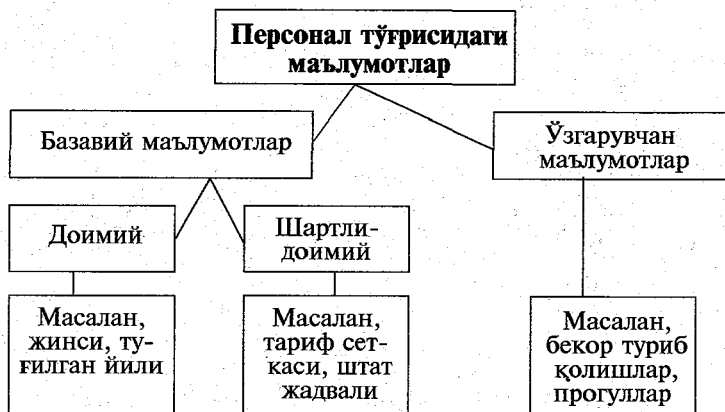 Персонал тўғрисидаги
маълумотлар
Базавий маълумотлар
Ўзгарувчан
маълумотлар
Доимий
Шартли-
доимий
Масалан,
жинси, ту-
ғилган йили
Масалан,
тариф сет-
каси, штат
жадвали
Масалан,
бекор туриб
қолишлар,
прогуллар